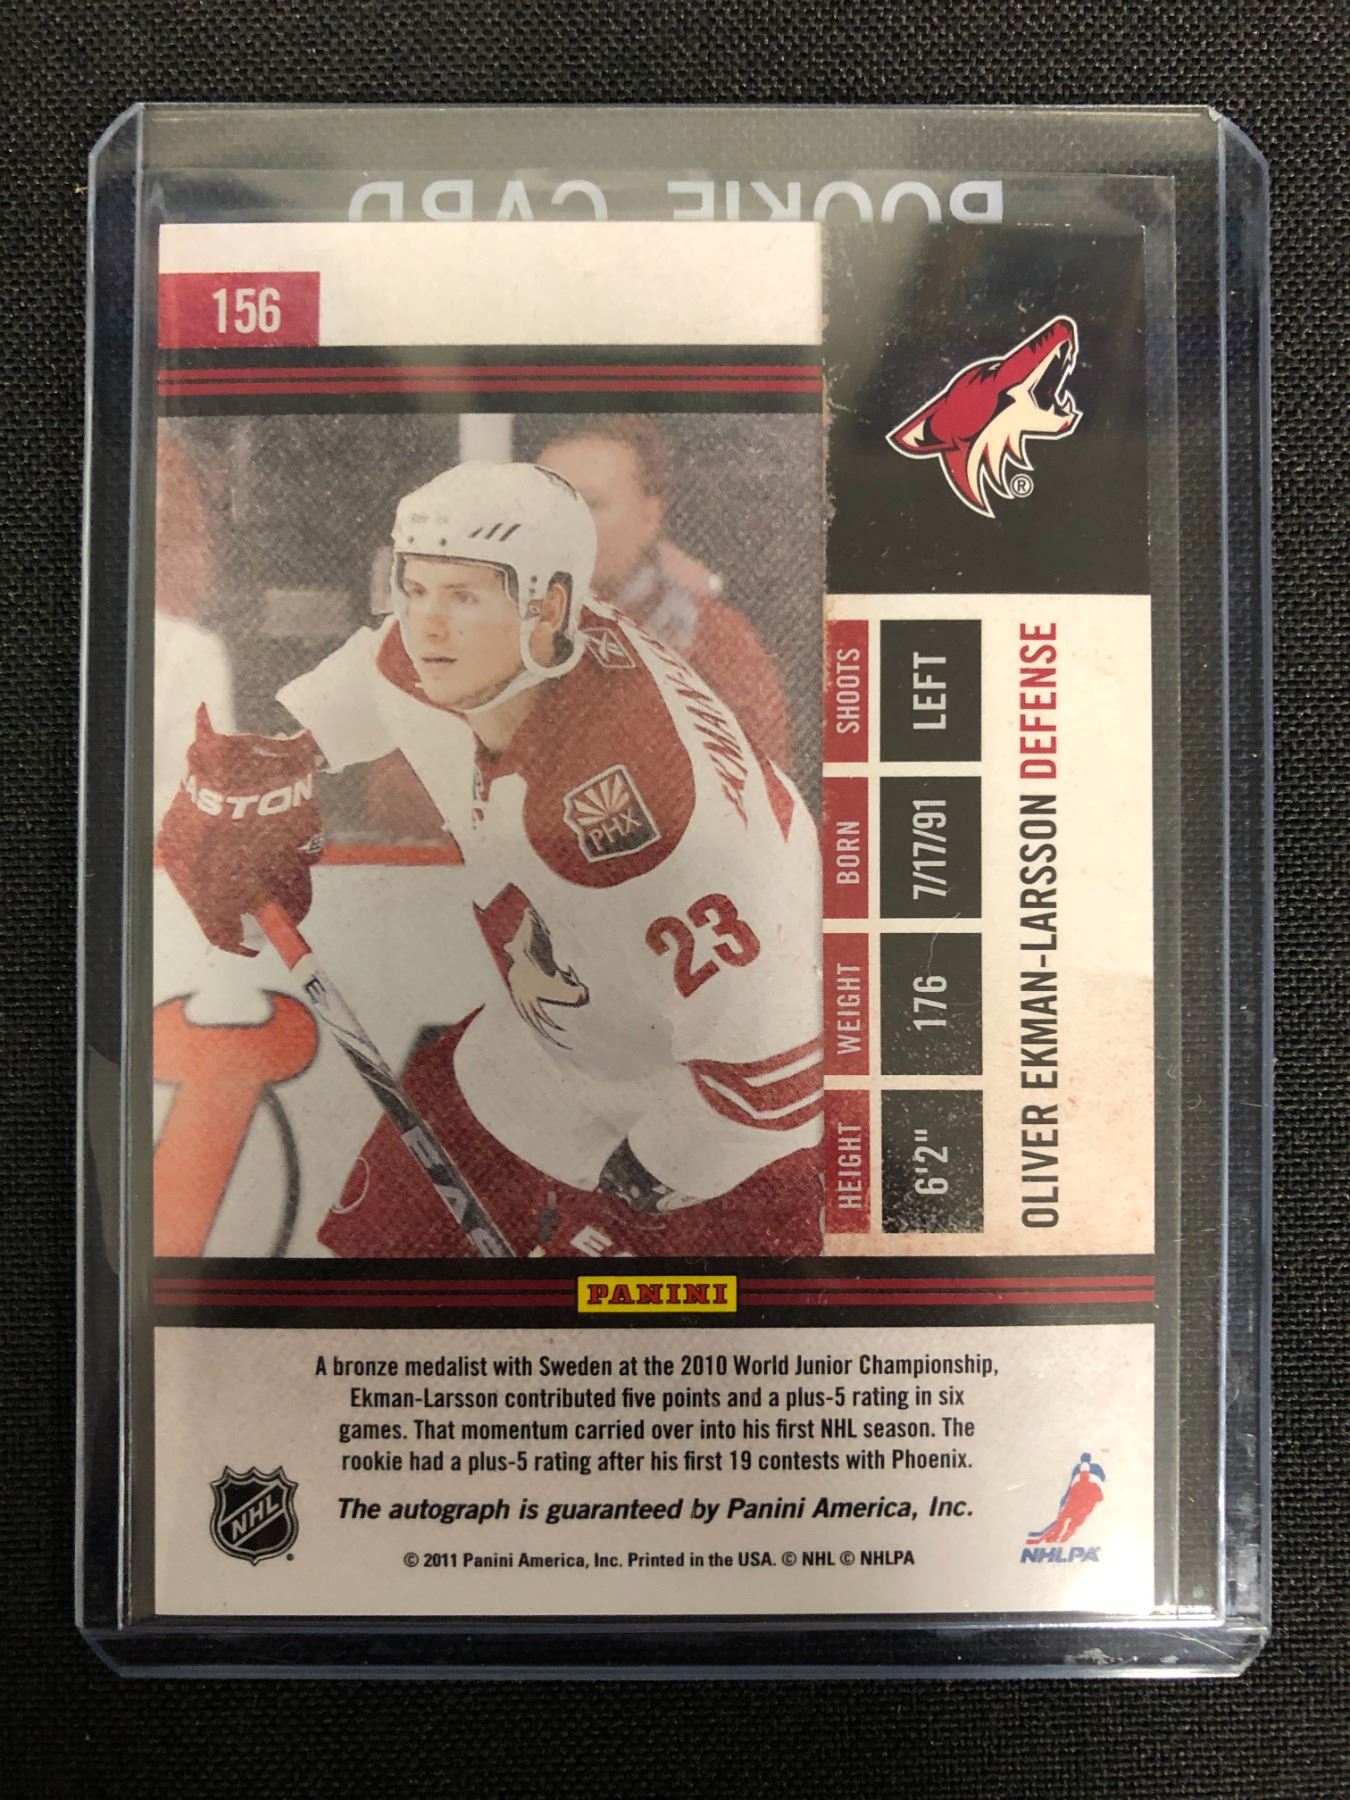 ROOKIE CARD
156
®
EASTON
EKMAN
PHX
23
E
EAS
E
SHOOTS
LEFT
BORN
7/17/91
WEIGHT
176
HEIGHT
6'2"
OLIVER EKMAN-LARSSON DEFENSE
PANINI
A bronze medalist with Sweden at the 2010 World Junior Championship,
Ekman-Larsson contributed five points and a plus-5 rating in six
games. That momentum carried over into his first NHL season. The
rookie had a plus-5 rating after his first 19 contests with Phoenix.
The autograph is guaranteed by Panini America, Inc.
© 2011 Panini America, Inc. Printed in the USA. © NHL © NHLPA
NHL
NHLPA